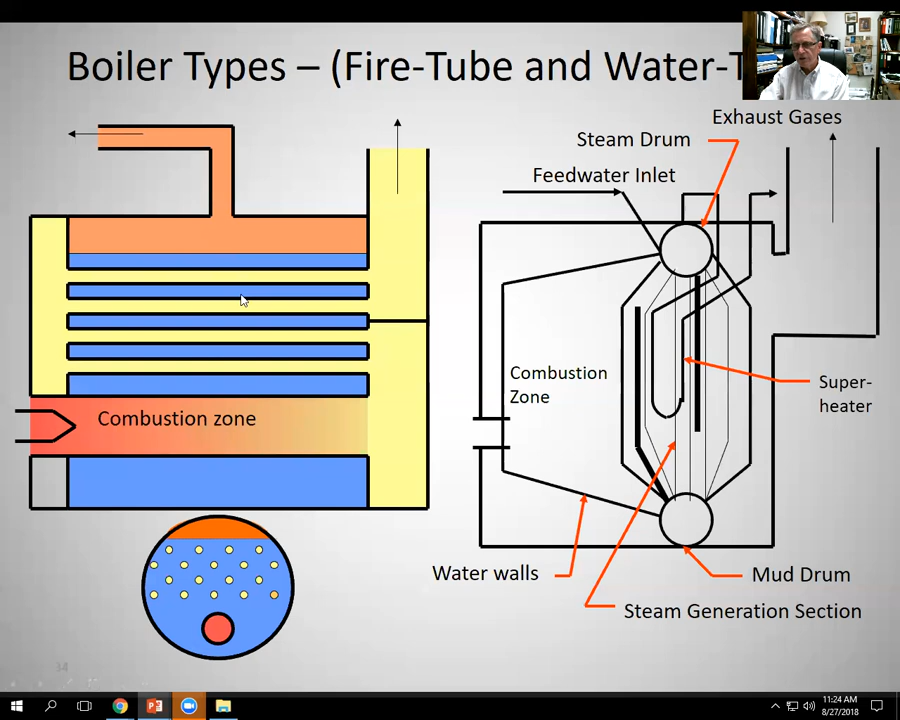 Boiler Types – (Fire-Tube and Water-T
Exhaust Gases
Steam Drum
Feedwater Inlet
Combustion
Zone
Combustion zone
Super-
heater
Water walls
Mud Drum
Steam Generation Section
34
11:24 AM
8/27/2018